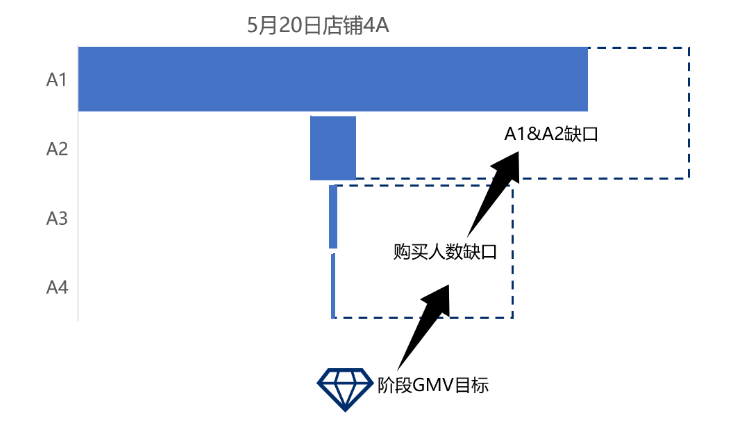 5月20日店铺4A
A1
A2
A1&A2缺口
A3
购买人数缺口
A4
阶段GMV目标